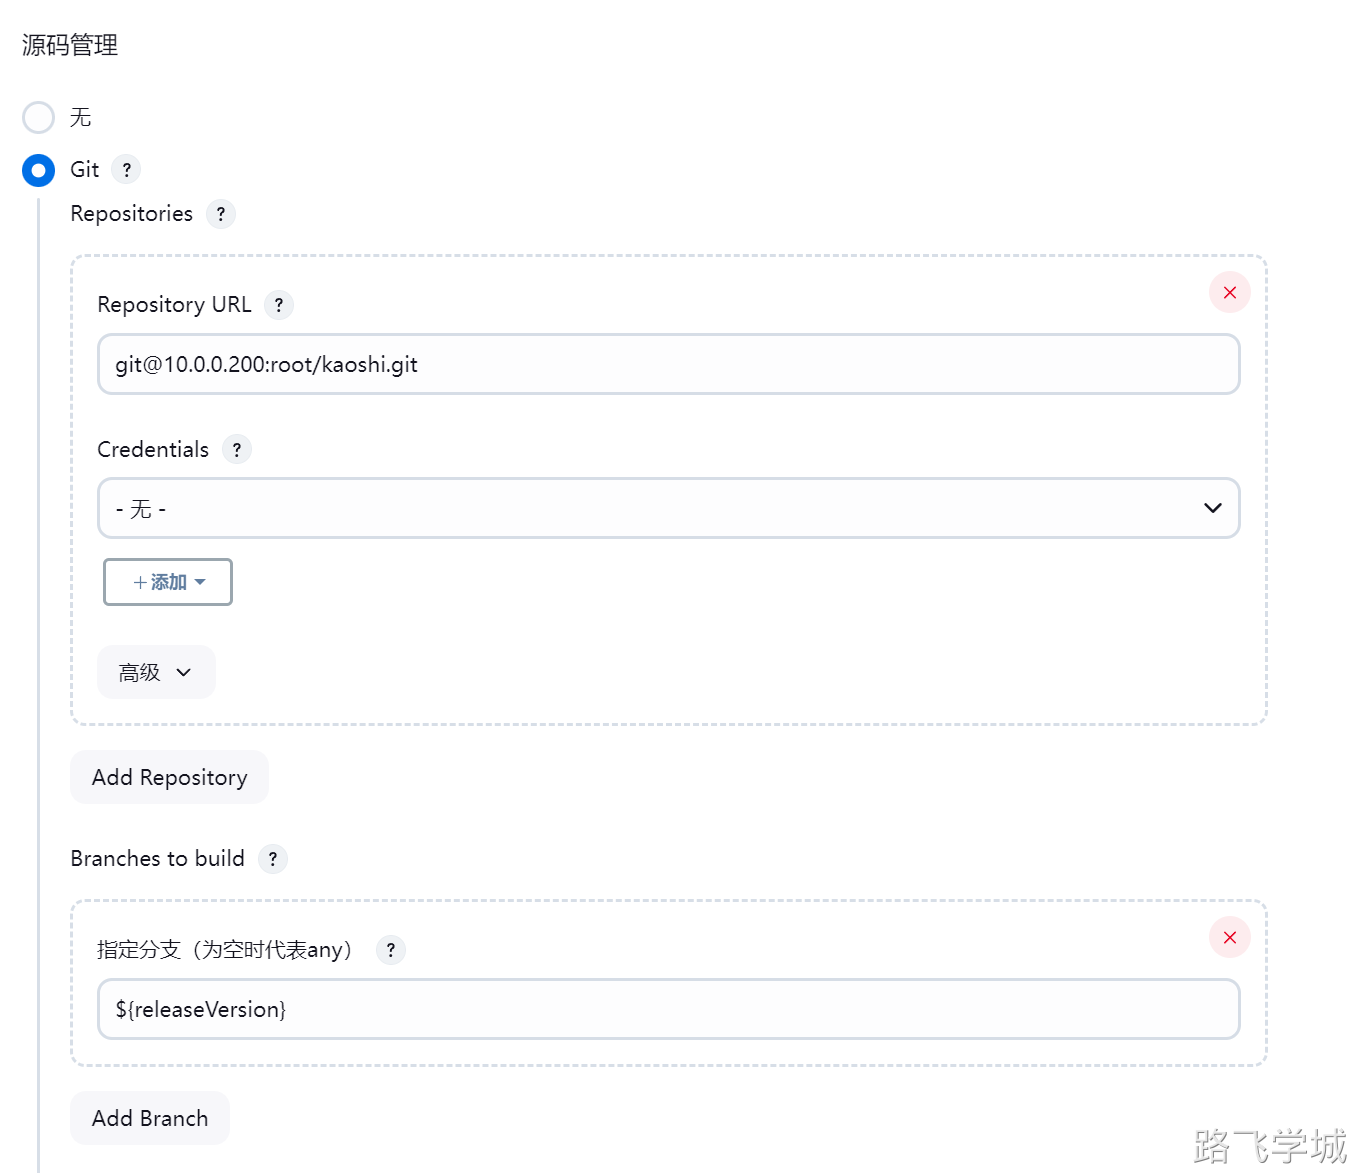 源码管理
无
Git ?
Repositories ?
Repository URL ?
git@10.0.0.200:root/kaoshi.git
Credentials ?
- 无 -
+添加
高级
Add Repository
Branches to build ?
指定分支（为空时代表any） ?
${releaseVersion}
Add Branch
路飞学城